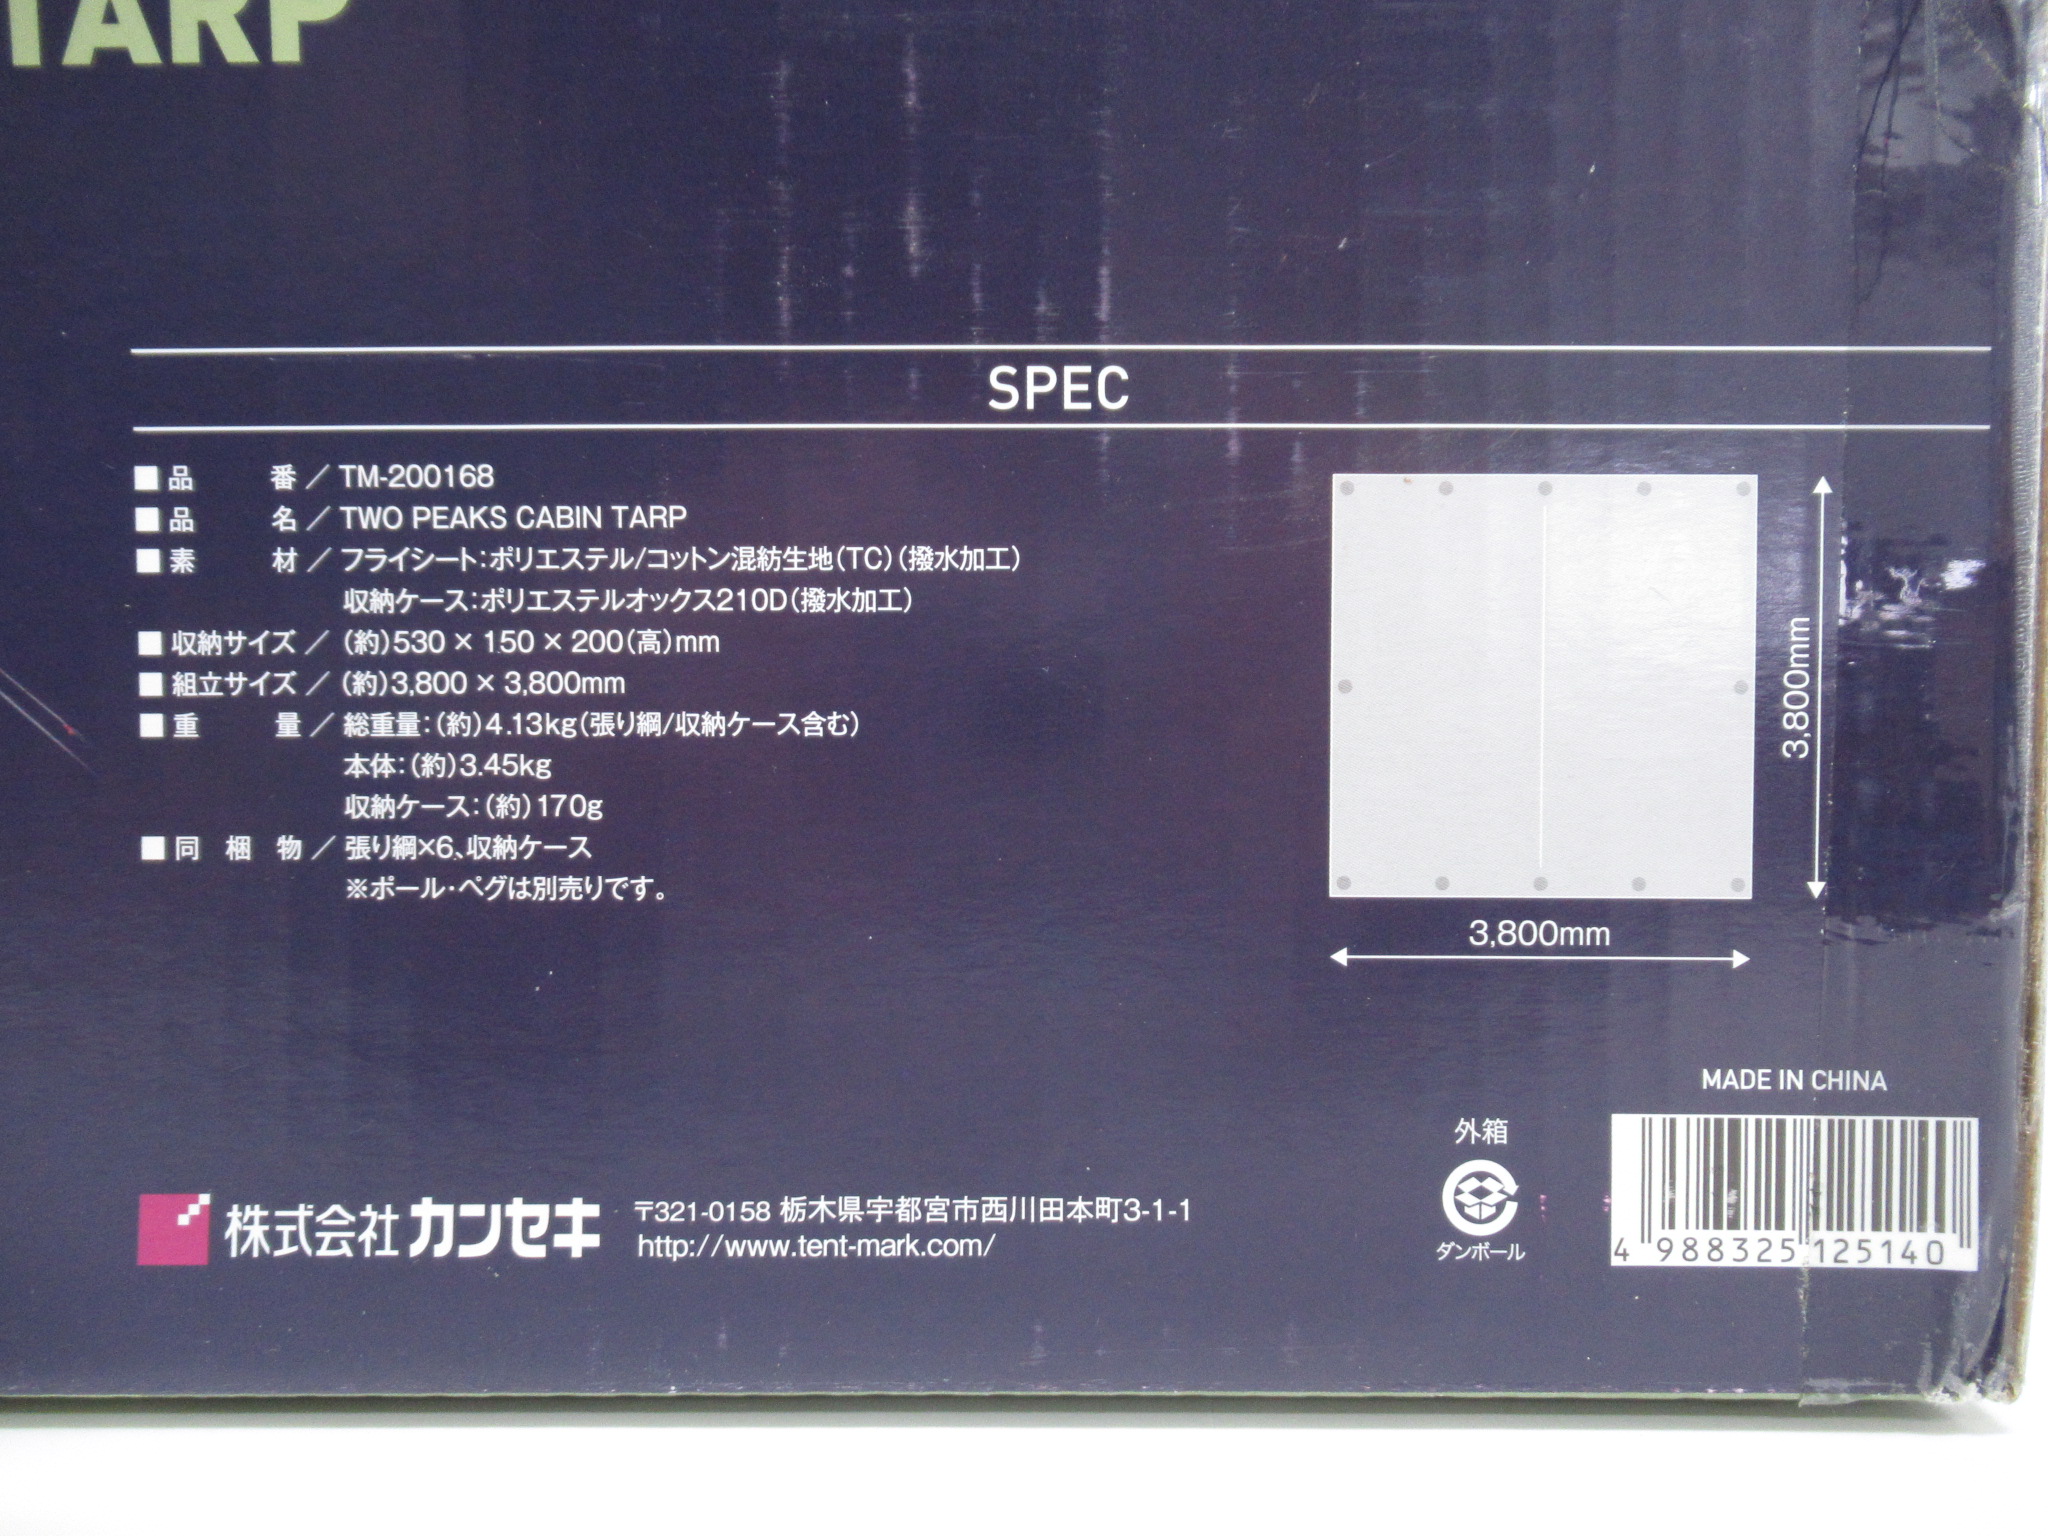 TARP
SPEC
■品番／TM-200168
■品名／TWO PEAKS CABIN TARP
■素材／フライシート：ポリエステル/コットン混紡生地（TC）（撥水加工）
収納ケース：ポリエステルオックス210D（撥水加工）
■収納サイズ／（約）530 × 150 × 200（高）mm
■組立サイズ／（約）3,800 × 3,800mm
■重量／総重量：（約）4.13kg（張り綱/収納ケース含む）
本体：（約）3.45kg
収納ケース：（約）170g
■同梱物／張り綱×6、収納ケース
※ポール・ペグは別売りです。
3,800mm
3,800mm
MADE IN CHINA
外箱
ダンボール
4 988325 125140
株式会社カンセキ
〒321-0158 栃木県宇都宮市西川田本町3-1-1
http://www.tent-mark.com/